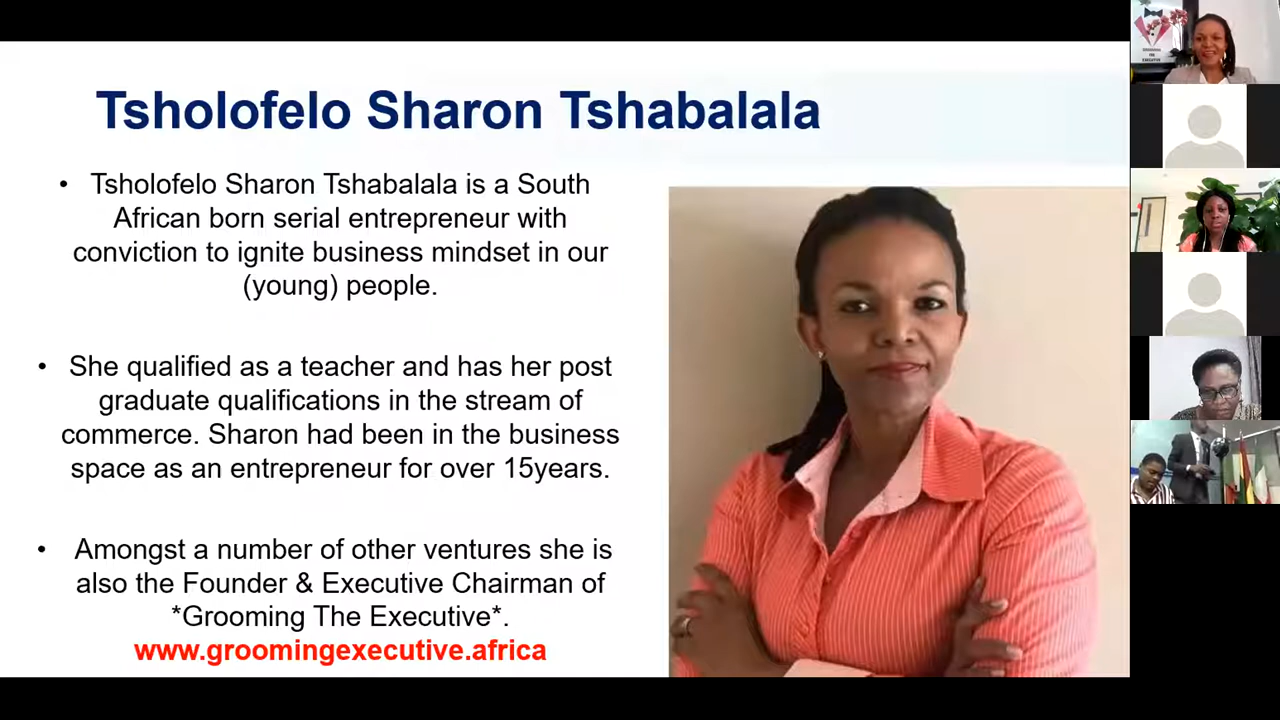 Tsholofelo Sharon Tshabalala
• Tsholofelo Sharon Tshabalala is a South
African born serial entrepreneur with
conviction to ignite business mindset in our
(young) people.
• She qualified as a teacher and has her post
graduate qualifications in the stream of
commerce. Sharon had been in the business
space as an entrepreneur for over 15years.
• Amongst a number of other ventures she is
also the Founder & Executive Chairman of
*Grooming The Executive*.
www.groomingexecutive.africa
GROOMING
THE
EXECUTIVE